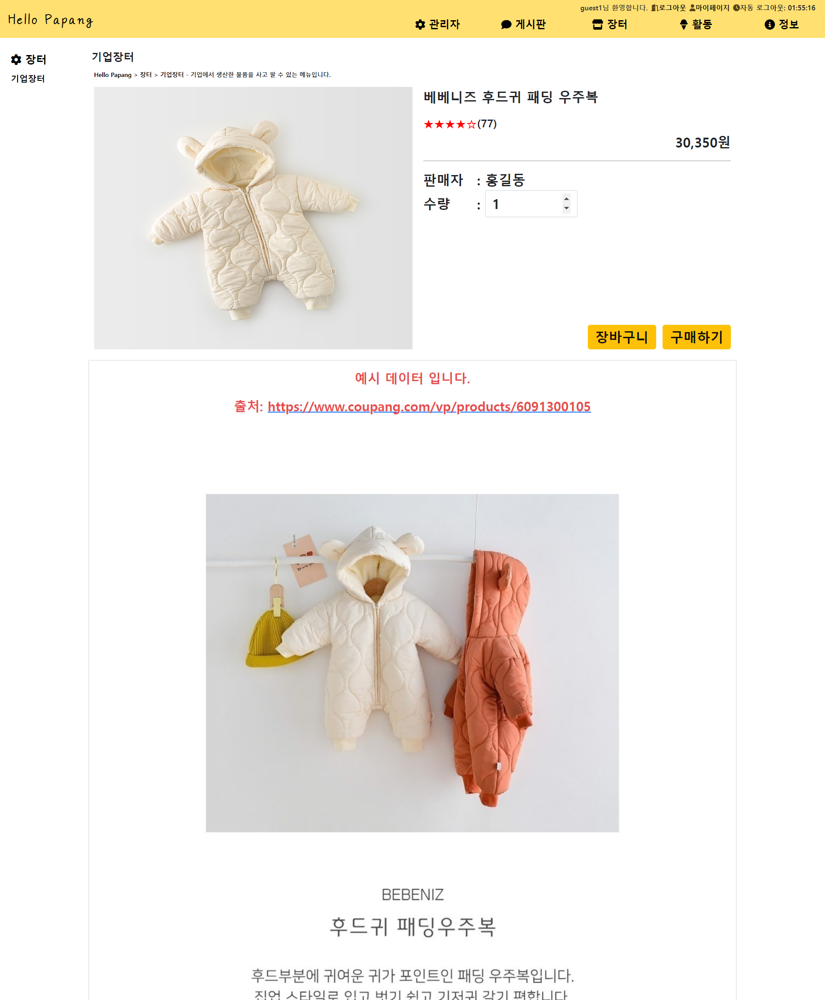 guest1님 환영합니다. 로그아웃 마이페이지 자동 로그아웃: 01:55:16
Hello Papang
관리자 게시판 장터 활동 정보
장터
기업장터
기업장터
Hello Papang > 장터 > 기업장터 - 기업에서 생산한 물품을 사고 팔 수 있는 메뉴입니다.
베베니즈 후드귀 패딩 우주복
★★★★☆(77)
30,350원
판매자 : 홍길동
수량 : 1
장바구니 구매하기
예시 데이터 입니다.
출처: https://www.coupang.com/vp/products/6091300105
Be with you
BEBENIZ
후드귀 패딩우주복
후드부분에 귀여운 귀가 포인트인 패딩 우주복입니다.
집업 스타일로 입고 벗기 쉽고 기저귀 갈기 편합니다